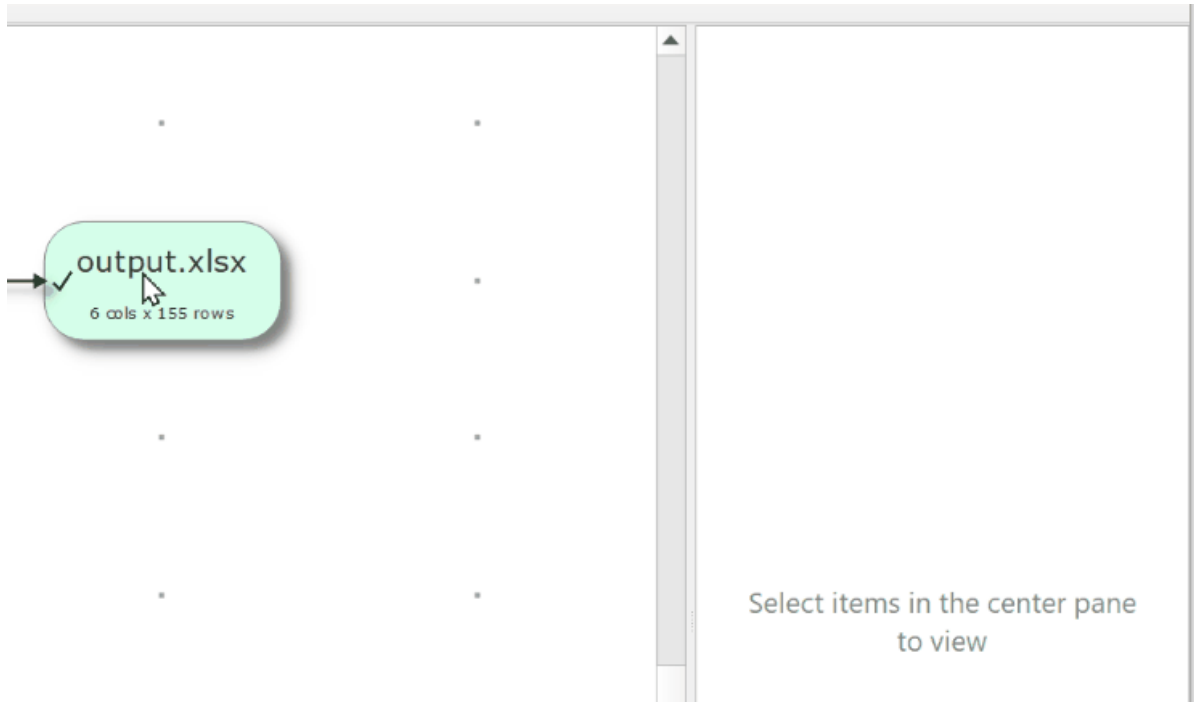 output.xlsx
6 cols x 155 rows
Select items in the center pane
to view